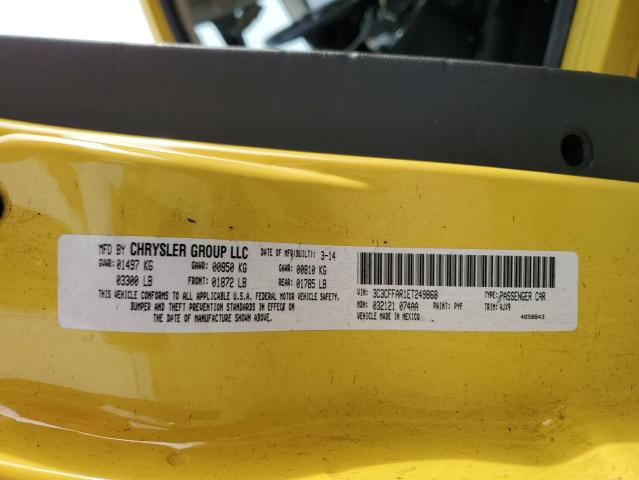 MFD BY CHRYSLER GROUP LLC DATE OF MFR(BUILT): 3-14
GVWR: 01497 KG GAWR: 00850 KG GAWR: 00810 KG
03300 LB FRONT: 01872 LB REAR: 01785 LB
THIS VEHICLE CONFORMS TO ALL APPLICABLE U.S.A. FEDERAL MOTOR VEHICLE SAFETY,
BUMPER AND THEFT PREVENTION STANDARDS IN EFFECT ON
THE DATE OF MANUFACTURE SHOWN ABOVE.
VIN: 3C3CFFAR1ET249868 TYPE: PASSENGER CAR
MDH: 032121 074AA PAINT: PYF TRIM: AJX9
VEHICLE MADE IN MEXICO 4650843